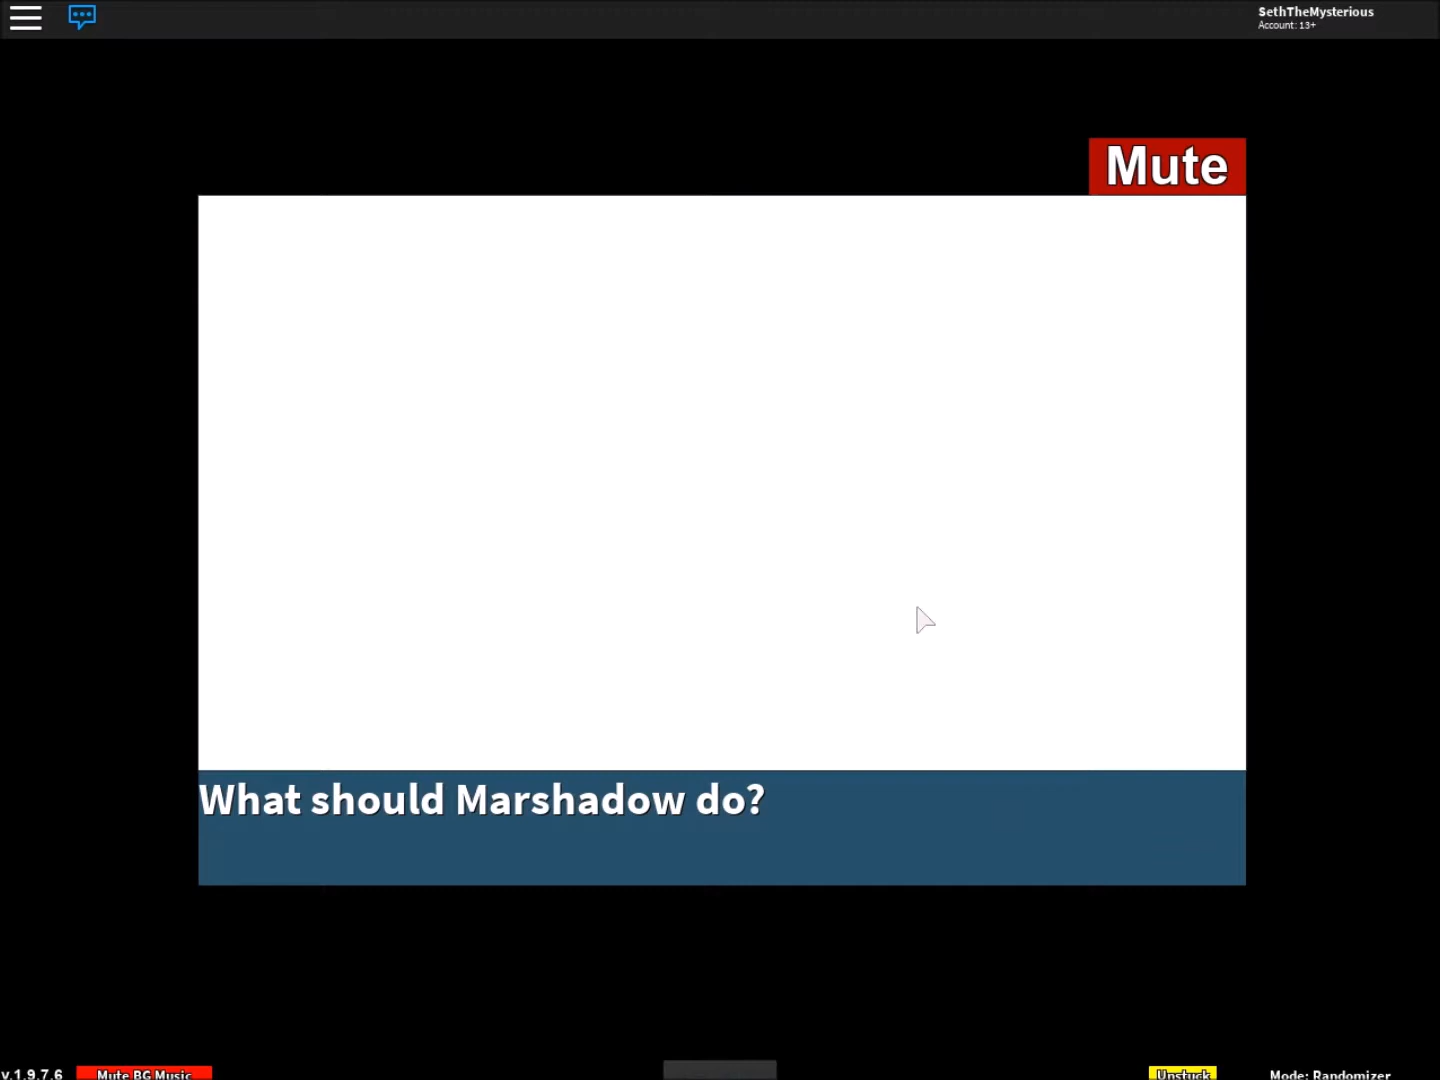 SethTheMysterious
Account: 13+
Mute
What should Marshadow do?
v.1.9.7.6
Mute BG Music
Unstuck
Mode: Randomizer